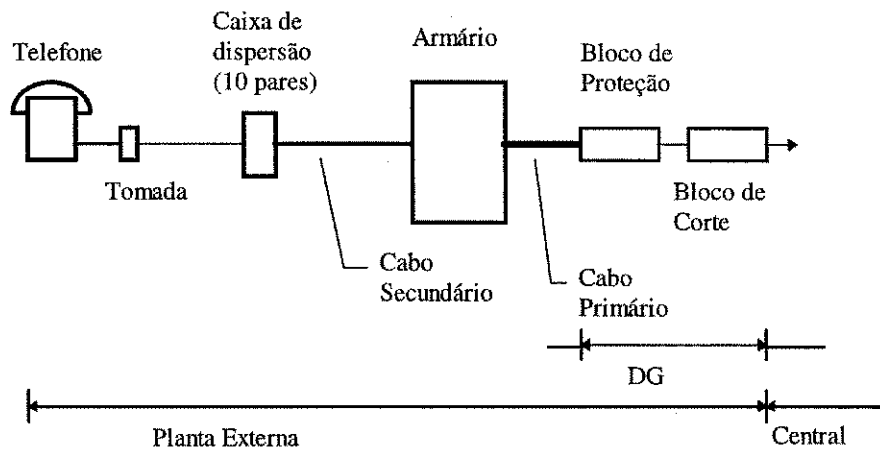 Telefone
Caixa de
dispersão
(10 pares)
Armário
Bloco de
Proteção
Tomada
Bloco de
Corte
Cabo
Secundário
Cabo
Primário
DG
Planta Externa
Central